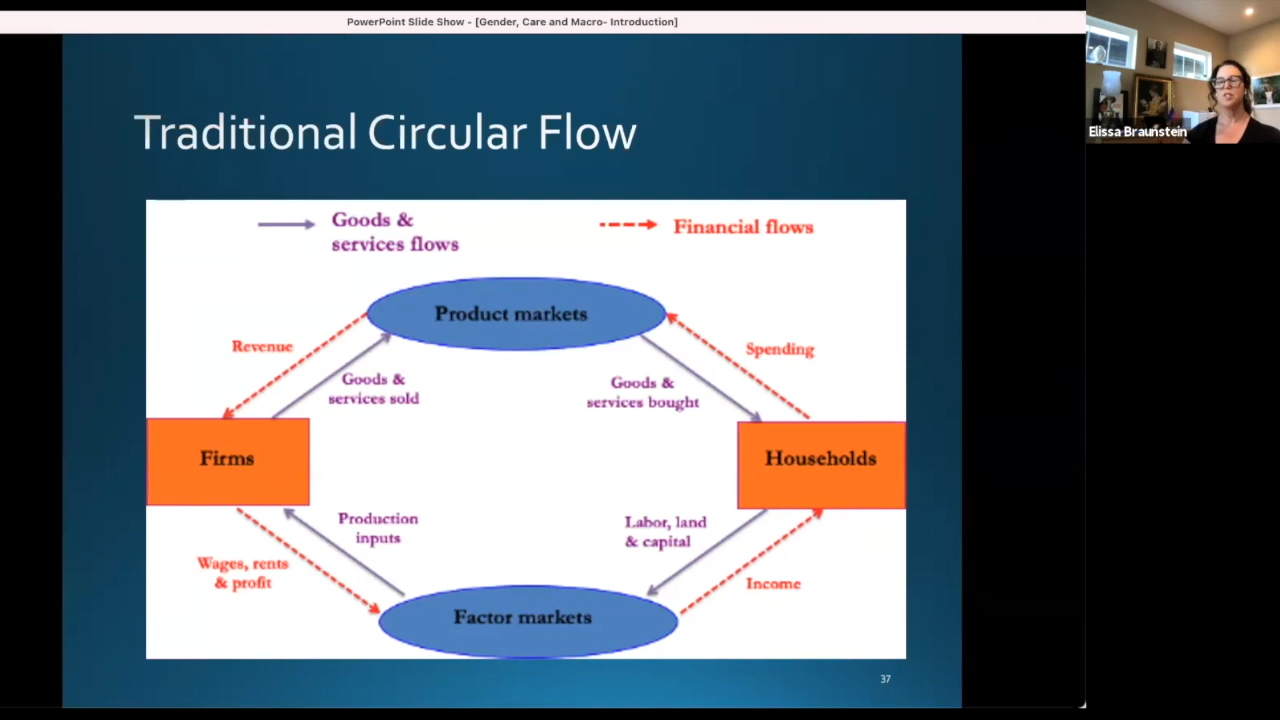 PowerPoint Slide Show - [Gender, Care and Macro- Introduction]
Elissa Braunstein
Traditional Circular Flow
Goods &
services flows
Financial flows
Product markets
Revenue
Spending
Goods &
services sold
Goods &
services bought
Firms
Households
Production
inputs
Labor, land
& capital
Wages, rents
& profit
Income
Factor markets
37